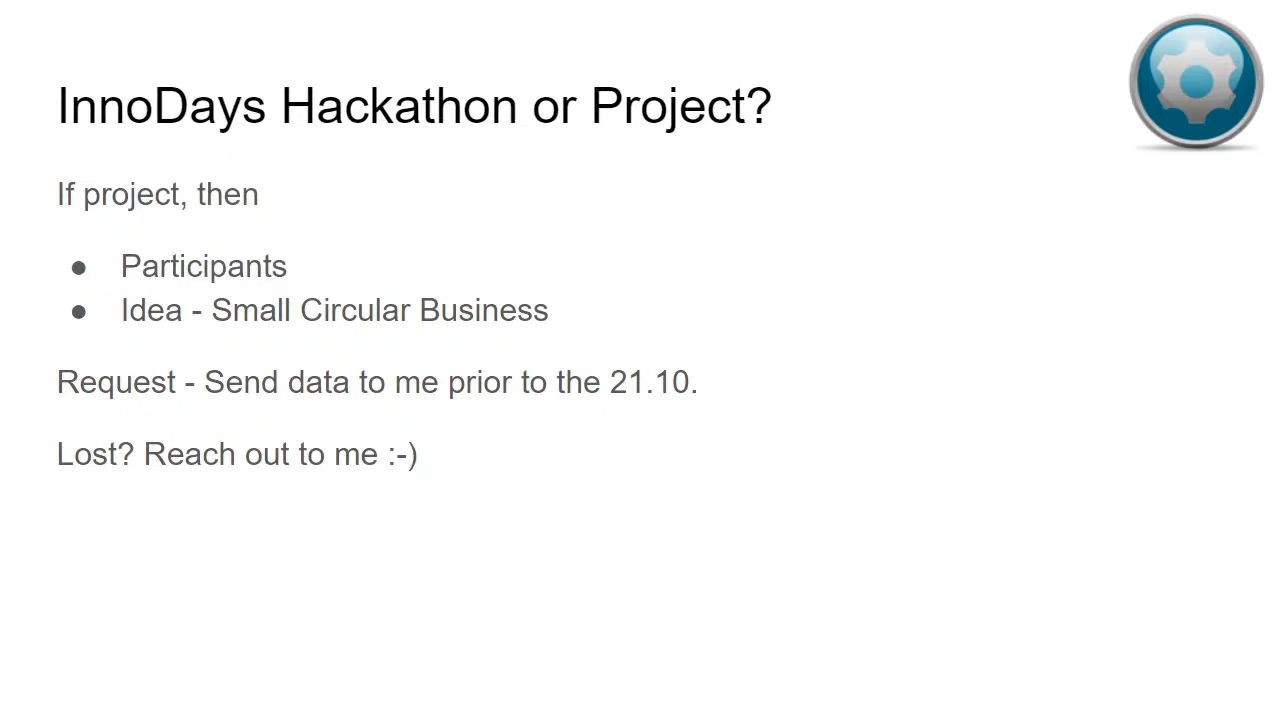 InnoDays Hackathon or Project?
If project, then
● Participants
● Idea - Small Circular Business
Request - Send data to me prior to the 21.10.
Lost? Reach out to me :-)